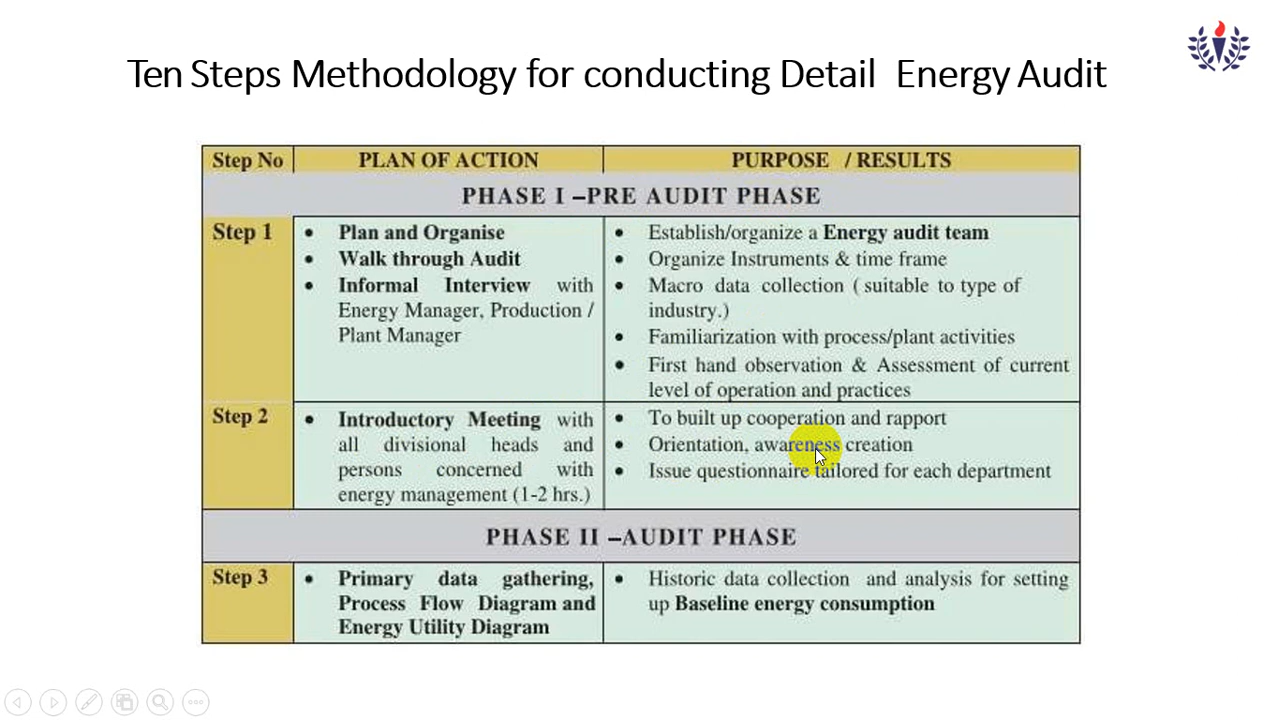 Ten Steps Methodology for conducting Detail Energy Audit
Step No PLAN OF ACTION PURPOSE / RESULTS
PHASE I –PRE AUDIT PHASE
Step 1
• Plan and Organise
• Walk through Audit
• Informal Interview with
Energy Manager, Production /
Plant Manager
• Establish/organize a Energy audit team
• Organize Instruments & time frame
• Macro data collection ( suitable to type of
industry.)
• Familiarization with process/plant activities
• First hand observation & Assessment of current
level of operation and practices
Step 2
• Introductory Meeting with
all divisional heads and
persons concerned with
energy management (1-2 hrs.)
• To built up cooperation and rapport
• Orientation, awareness creation
• Issue questionnaire tailored for each department
PHASE II –AUDIT PHASE
Step 3
• Primary data gathering,
Process Flow Diagram and
Energy Utility Diagram
• Historic data collection and analysis for setting
up Baseline energy consumption